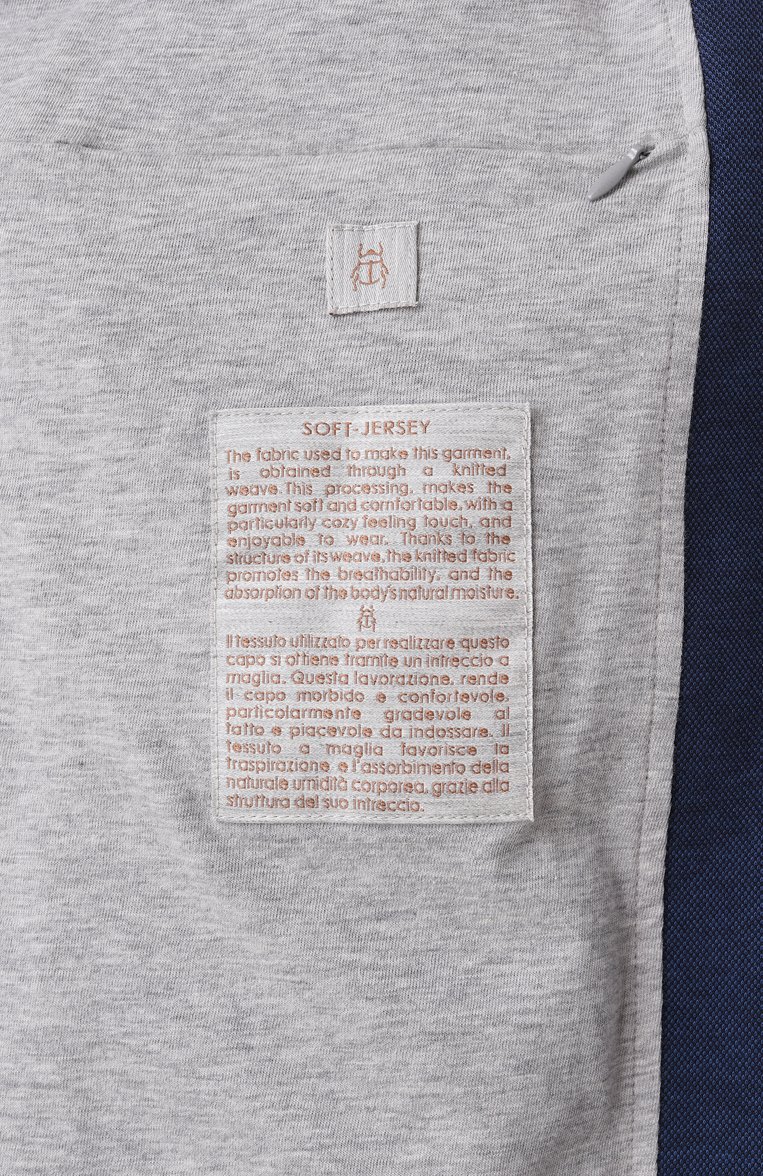 SOFT-JERSEY
The fabric used to make this garment,
is obtained through a knitted
weave. This processing, makes the
garment soft and comfortable, with a
particularly cozy feeling touch, and
enjoyable to wear. Thanks to the
structure of its weave, the knitted fabric
promotes the breathability, and the
absorption of the body's natural moisture.
Il tessuto utilizzato per realizzare questo
capo si ottiene tramite un intreccio a
maglia. Questa lavorazione, rende
il capo morbido e confortevole,
particolarmente gradevole al
tatto e piacevole da indossare. Il
tessuto a maglia favorisce la
traspirazione e l'assorbimento della
naturale umidità corporea, grazie alla
struttura del suo intreccio.